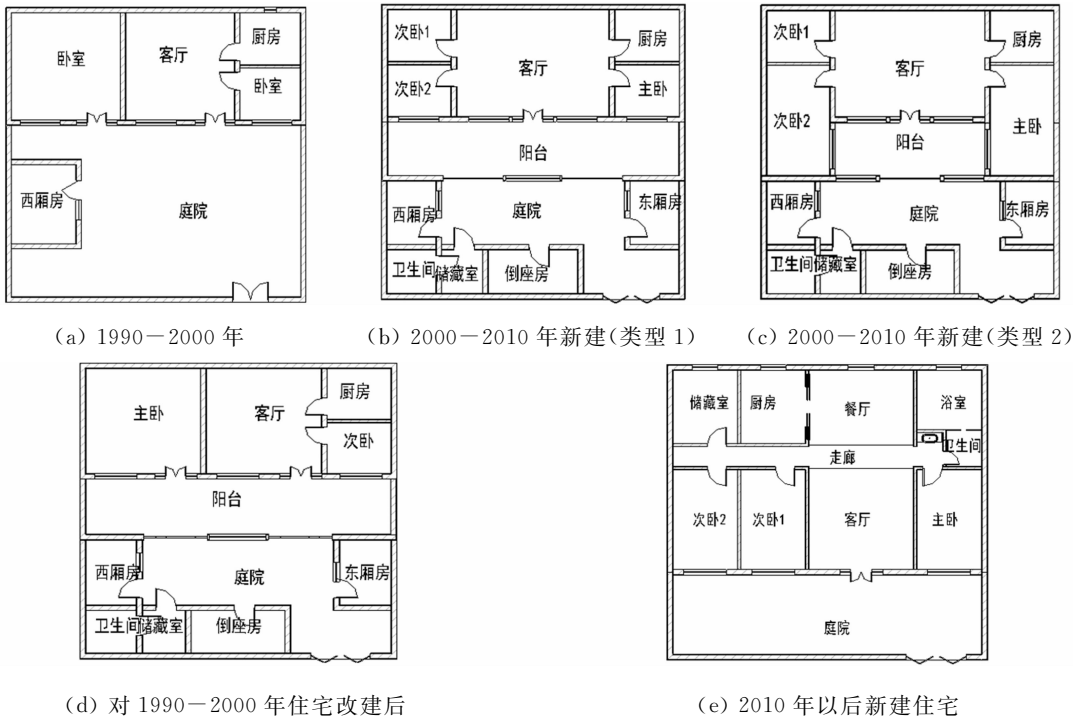 卧室
客厅
厨房
卧室
西厢房
庭院
(a) 1990-2000 年
次卧1
次卧2
客厅
厨房
主卧
阳台
西厢房
庭院
东厢房
卫生间
储藏室
倒座房
(b) 2000-2010 年新建(类型 1)
次卧1
次卧2
客厅
厨房
主卧
阳台
西厢房
庭院
东厢房
卫生间
储藏室
倒座房
(c) 2000-2010 年新建(类型 2)
主卧
客厅
厨房
次卧
阳台
西厢房
庭院
东厢房
卫生间
储藏室
倒座房
(d) 对 1990-2000 年住宅改建后
储藏室
厨房
餐厅
浴室
卫生间
走廊
次卧2
次卧1
客厅
主卧
庭院
(e) 2010 年以后新建住宅